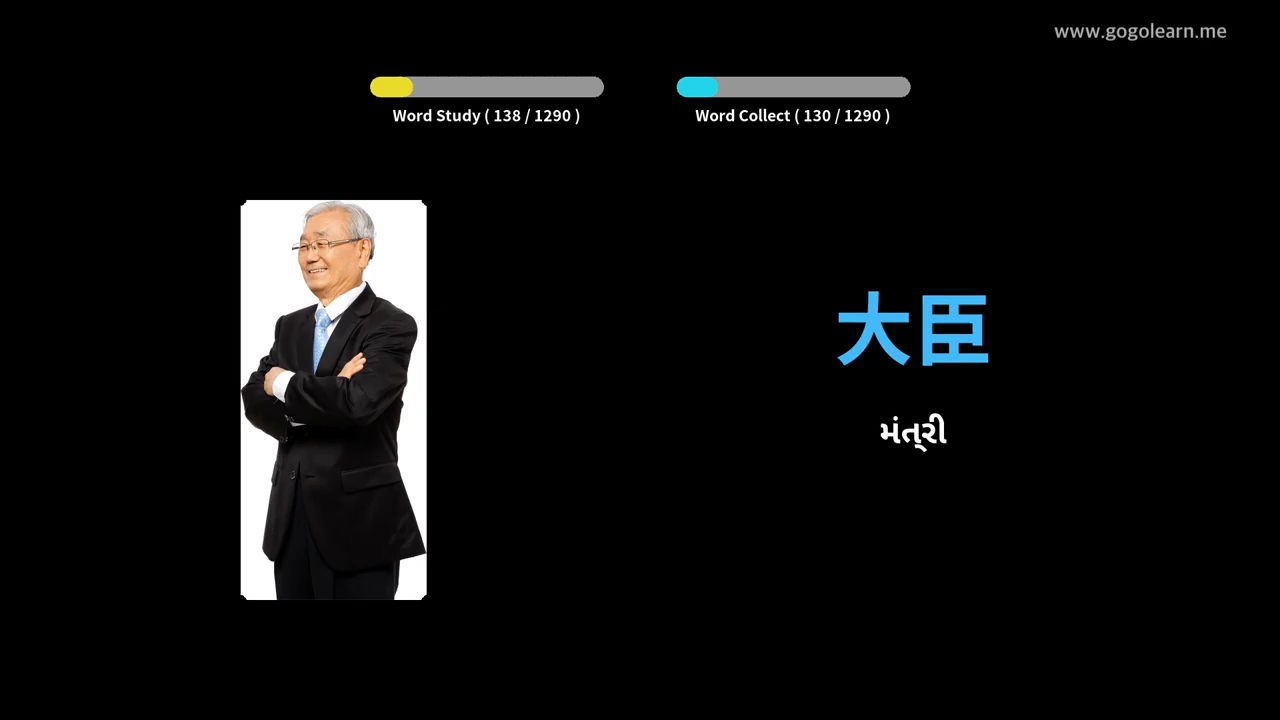 www.gogolearn.me
Word Study ( 138 / 1290 )
Word Collect ( 130 / 1290 )
大臣
મંત્રી